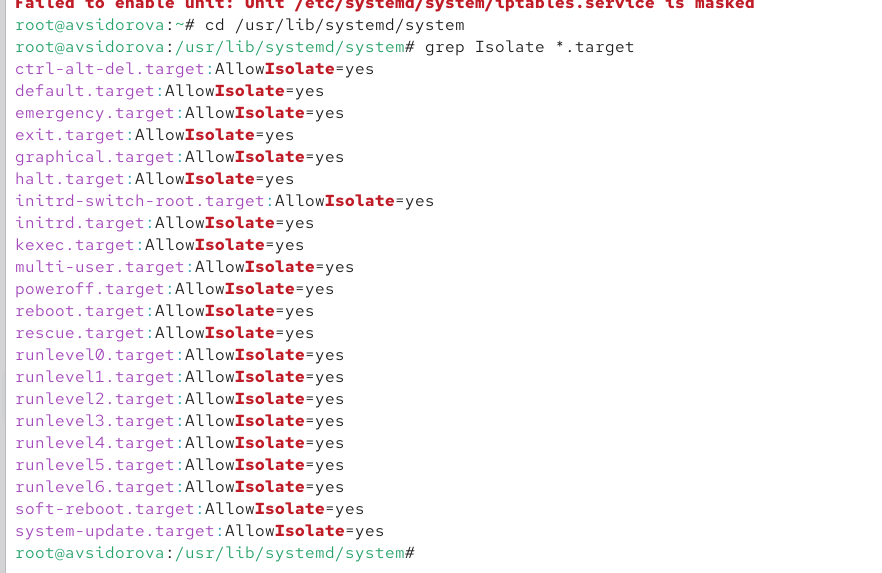 Failed to enable unit: Unit /etc/systemd/system/iptables.service is masked
root@avsidorova:~# cd /usr/lib/systemd/system
root@avsidorova:/usr/lib/systemd/system# grep Isolate *.target
ctrl-alt-del.target:AllowIsolate=yes
default.target:AllowIsolate=yes
emergency.target:AllowIsolate=yes
exit.target:AllowIsolate=yes
graphical.target:AllowIsolate=yes
halt.target:AllowIsolate=yes
initrd-switch-root.target:AllowIsolate=yes
initrd.target:AllowIsolate=yes
kexec.target:AllowIsolate=yes
multi-user.target:AllowIsolate=yes
poweroff.target:AllowIsolate=yes
reboot.target:AllowIsolate=yes
rescue.target:AllowIsolate=yes
runlevel0.target:AllowIsolate=yes
runlevel1.target:AllowIsolate=yes
runlevel2.target:AllowIsolate=yes
runlevel3.target:AllowIsolate=yes
runlevel4.target:AllowIsolate=yes
runlevel5.target:AllowIsolate=yes
runlevel6.target:AllowIsolate=yes
soft-reboot.target:AllowIsolate=yes
system-update.target:AllowIsolate=yes
root@avsidorova:/usr/lib/systemd/system#